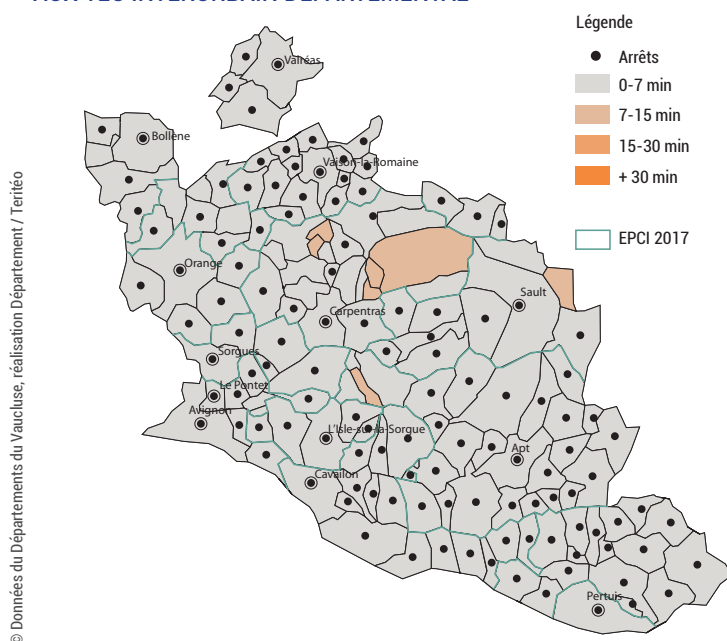 Légende
Arrêts
0-7 min
7-15 min
15-30 min
+ 30 min
EPCI 2017
Valréas
Bollène
Vaison-la-Romaine
Orange
Sault
Carpentras
Sorgues
Le Pontet
Avignon
L'Isle-sur-la-Sorgue
Apt
Cavaillon
Pertuis
© Données du Départements du Vaucluse, réalisation Département / Teritéo